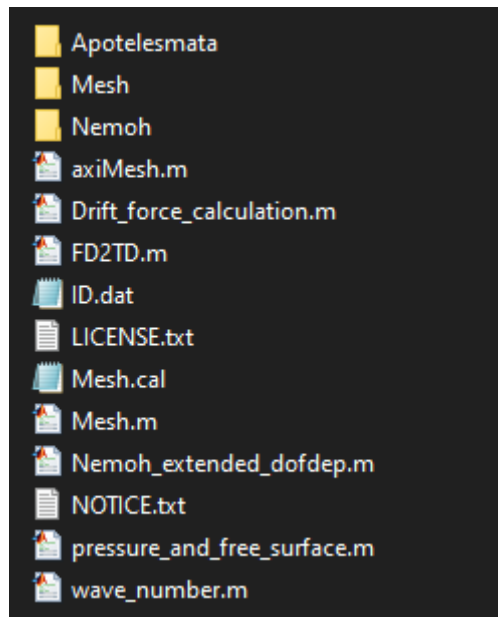 Apotelesmata
Mesh
Nemoh
axiMesh.m
Drift_force_calculation.m
FD2TD.m
ID.dat
LICENSE.txt
Mesh.cal
Mesh.m
Nemoh_extended_dofdep.m
NOTICE.txt
pressure_and_free_surface.m
wave_number.m